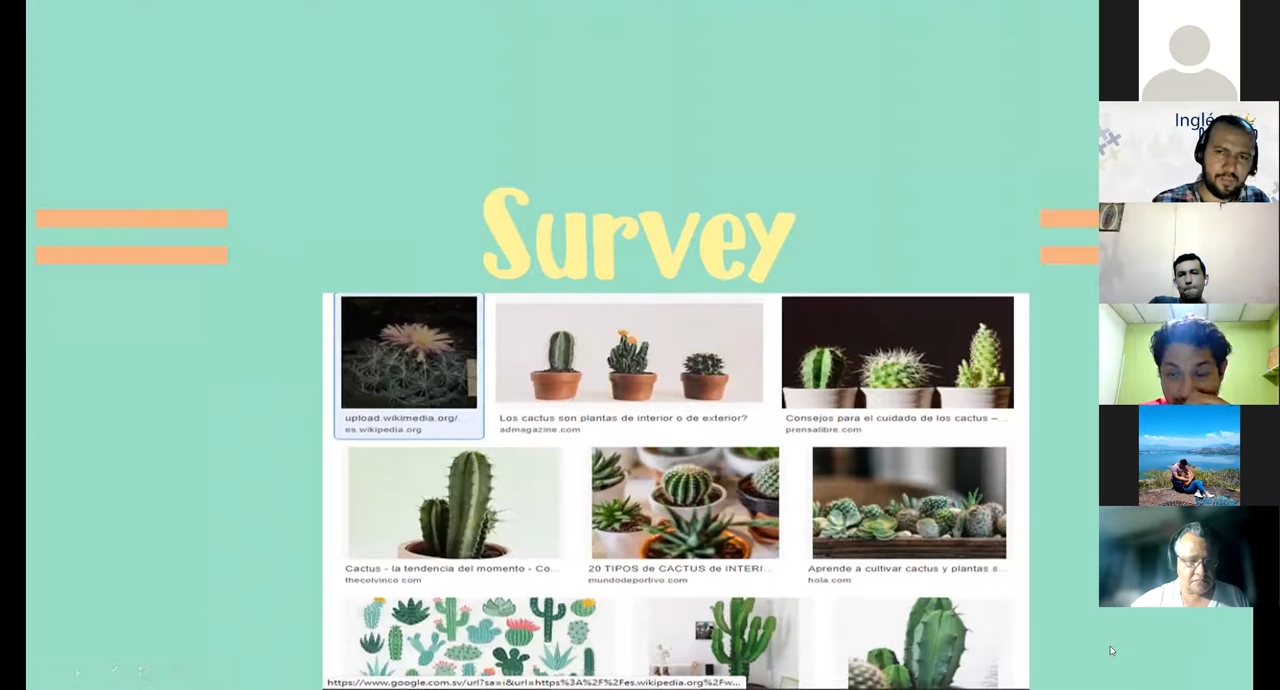 Survey
upload.wikimedia.org/...
es.wikipedia.org
Los cactus son plantas de interior o de exterior?
admagazine.com
Consejos para el cuidado de los cactus –...
prensalibre.com
Cactus - la tendencia del momento - Co...
thecolvinco.com
20 TIPOS de CACTUS de INTERI...
mundodeportivo.com
Aprende a cultivar cactus y plantas s...
hola.com
https://www.google.com.sv/url?sa=i&url=https%3A%2F%2Fes.wikipedia.org%2Fw...